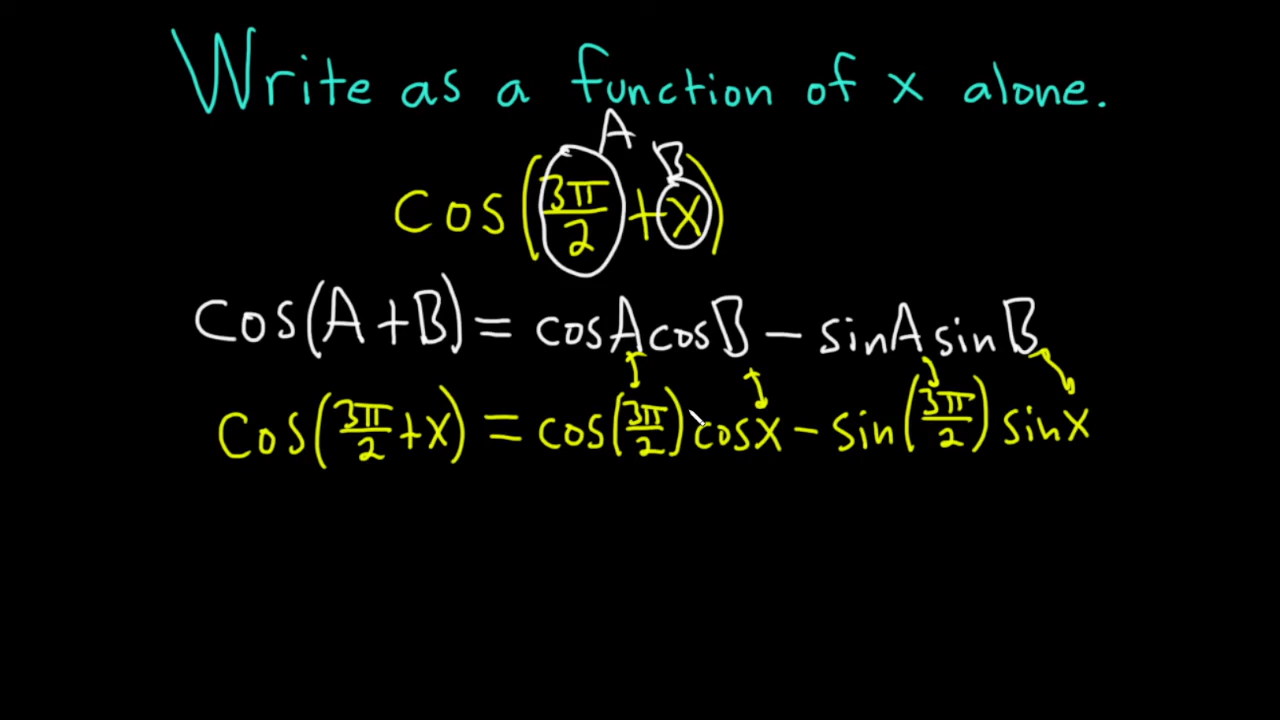 Write as a function of x alone.
A B
cos(3π/2 + x)
cos(A+B) = cosAcosB − sinAsinB
cos(3π/2 + x) = cos(3π/2)cosx − sin(3π/2)sinx